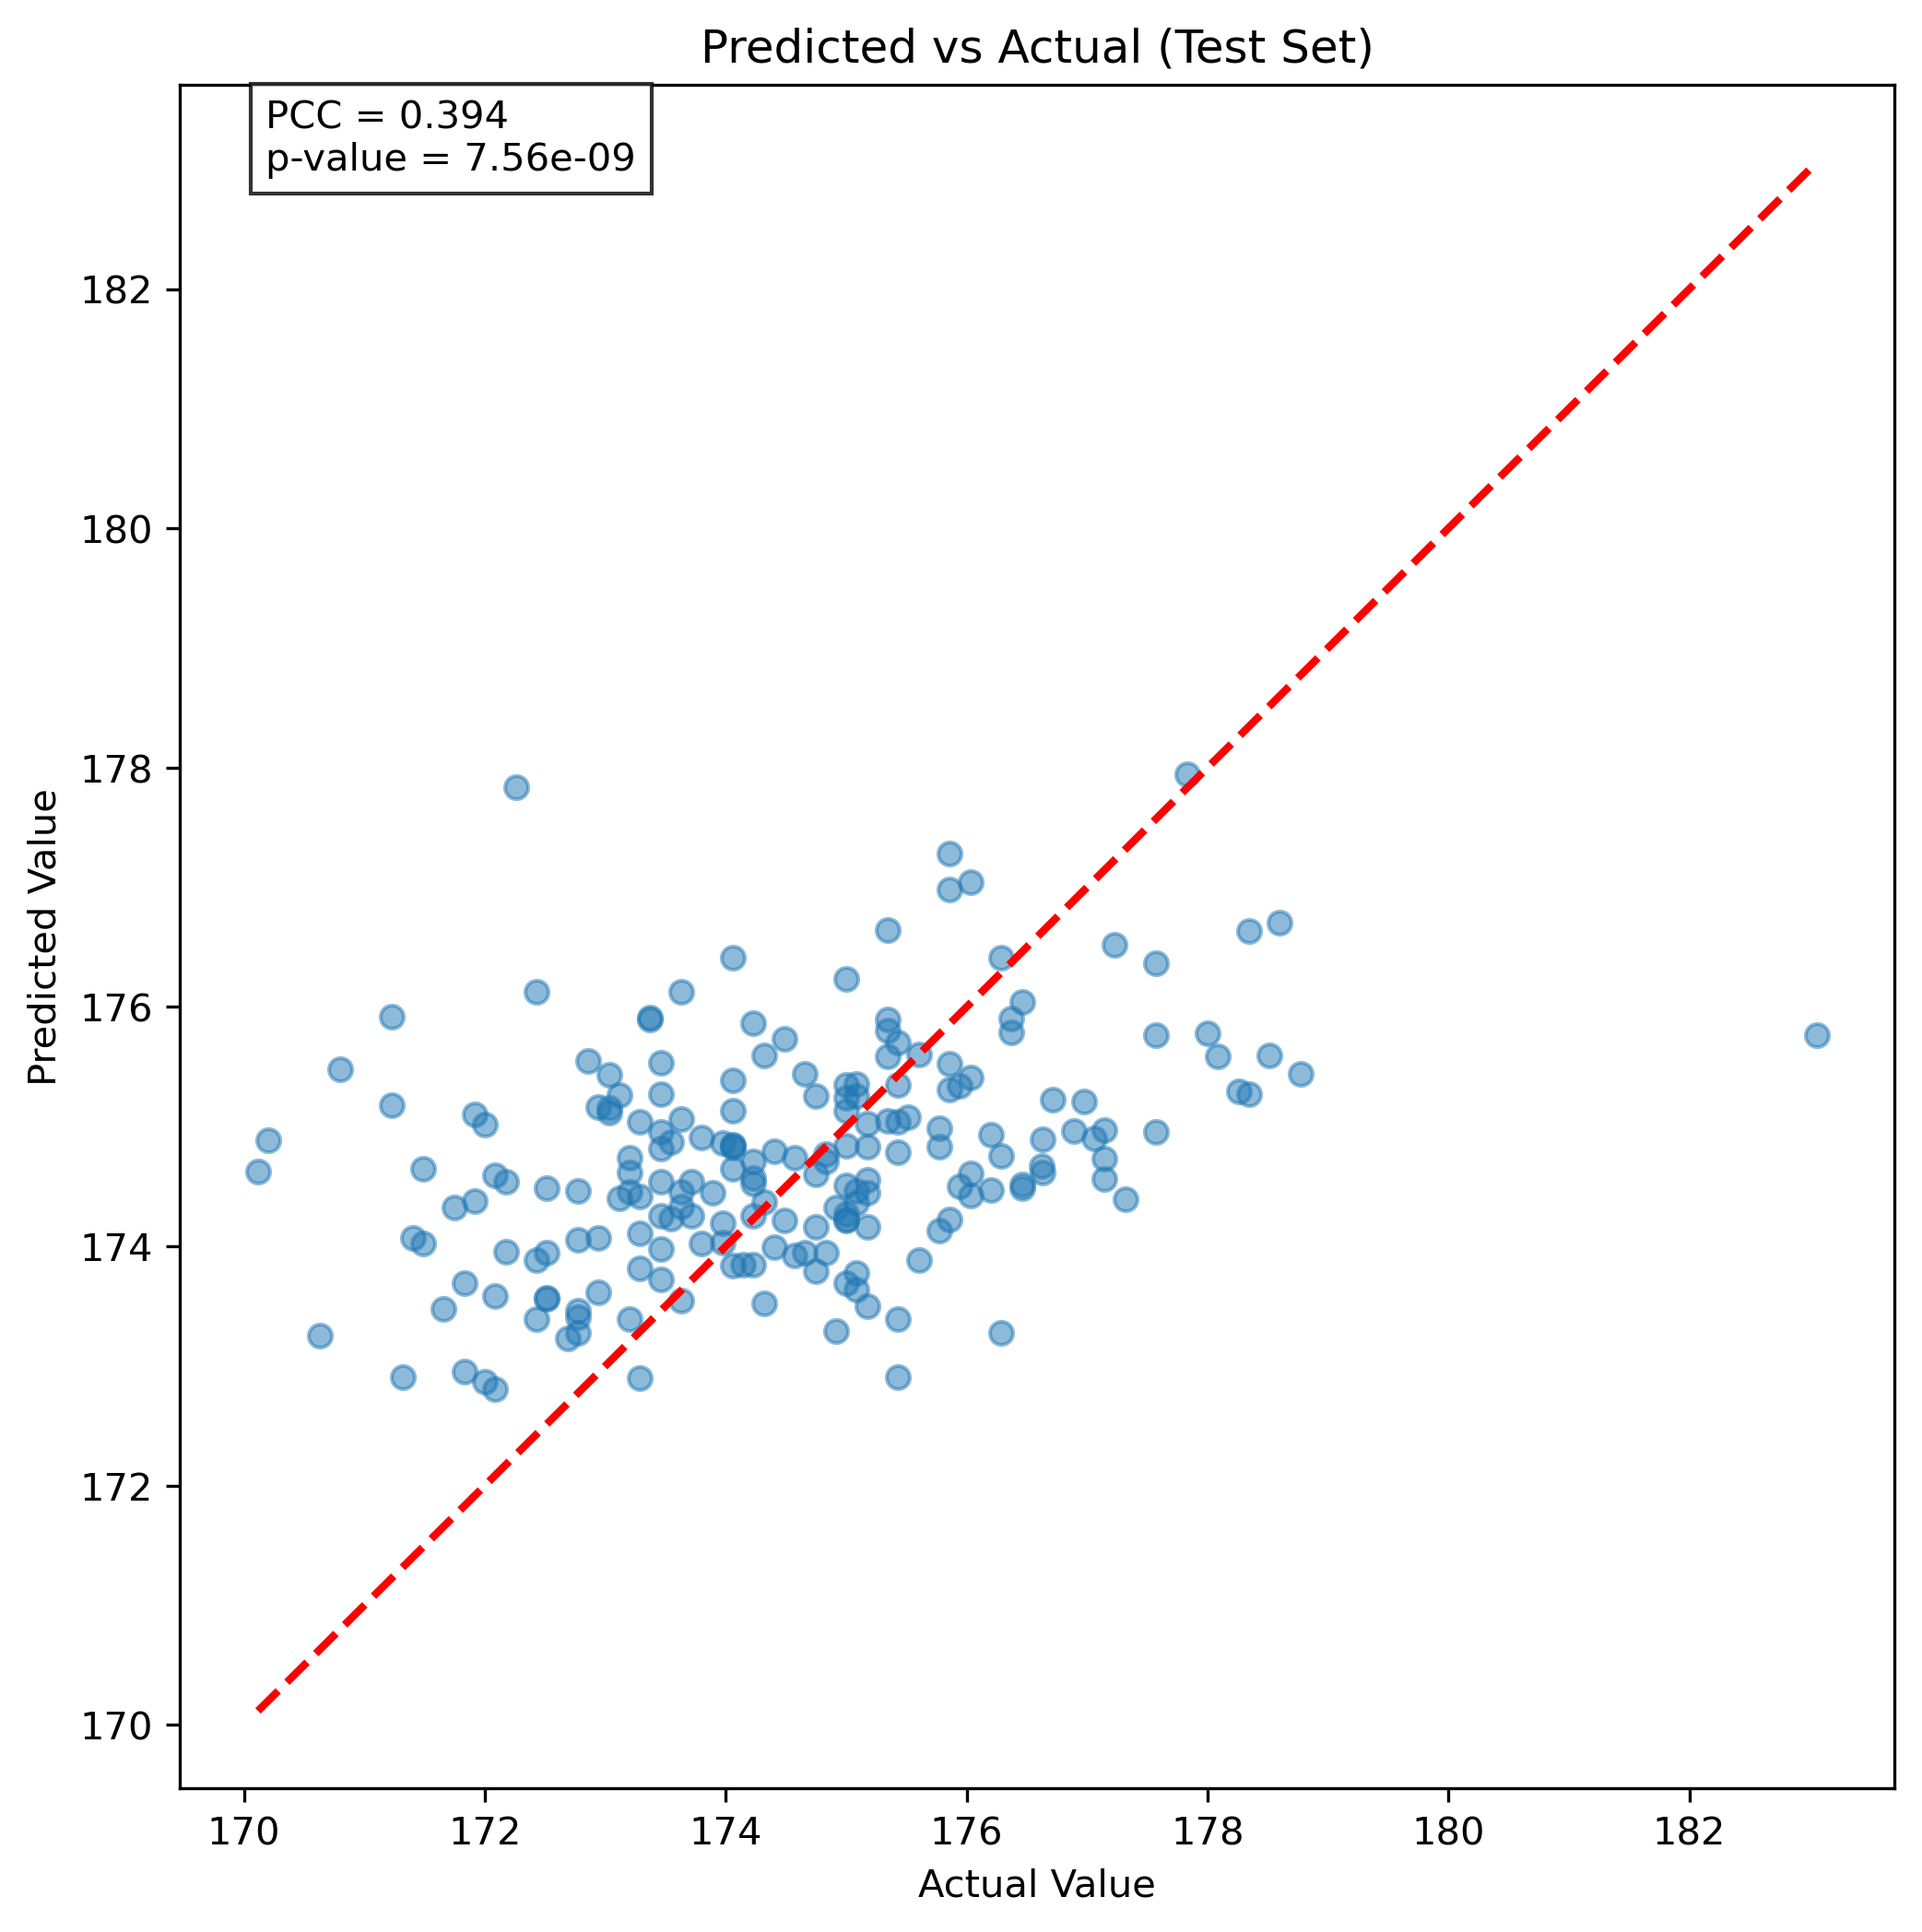 Predicted vs Actual (Test Set)
PCC = 0.394
p-value = 7.56e-09
Predicted Value
182
180
178
176
174
172
170
170 172 174 176 178 180 182
Actual Value